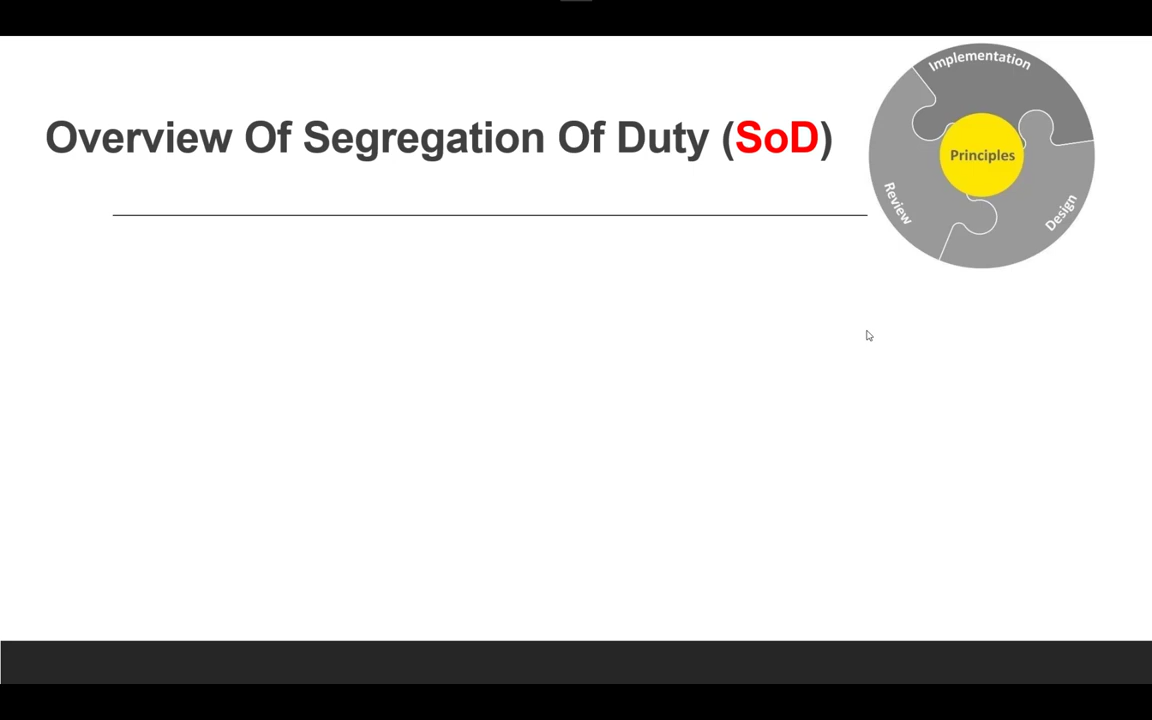 Overview Of Segregation Of Duty (SoD)
Implementation
Principles
Review
Design